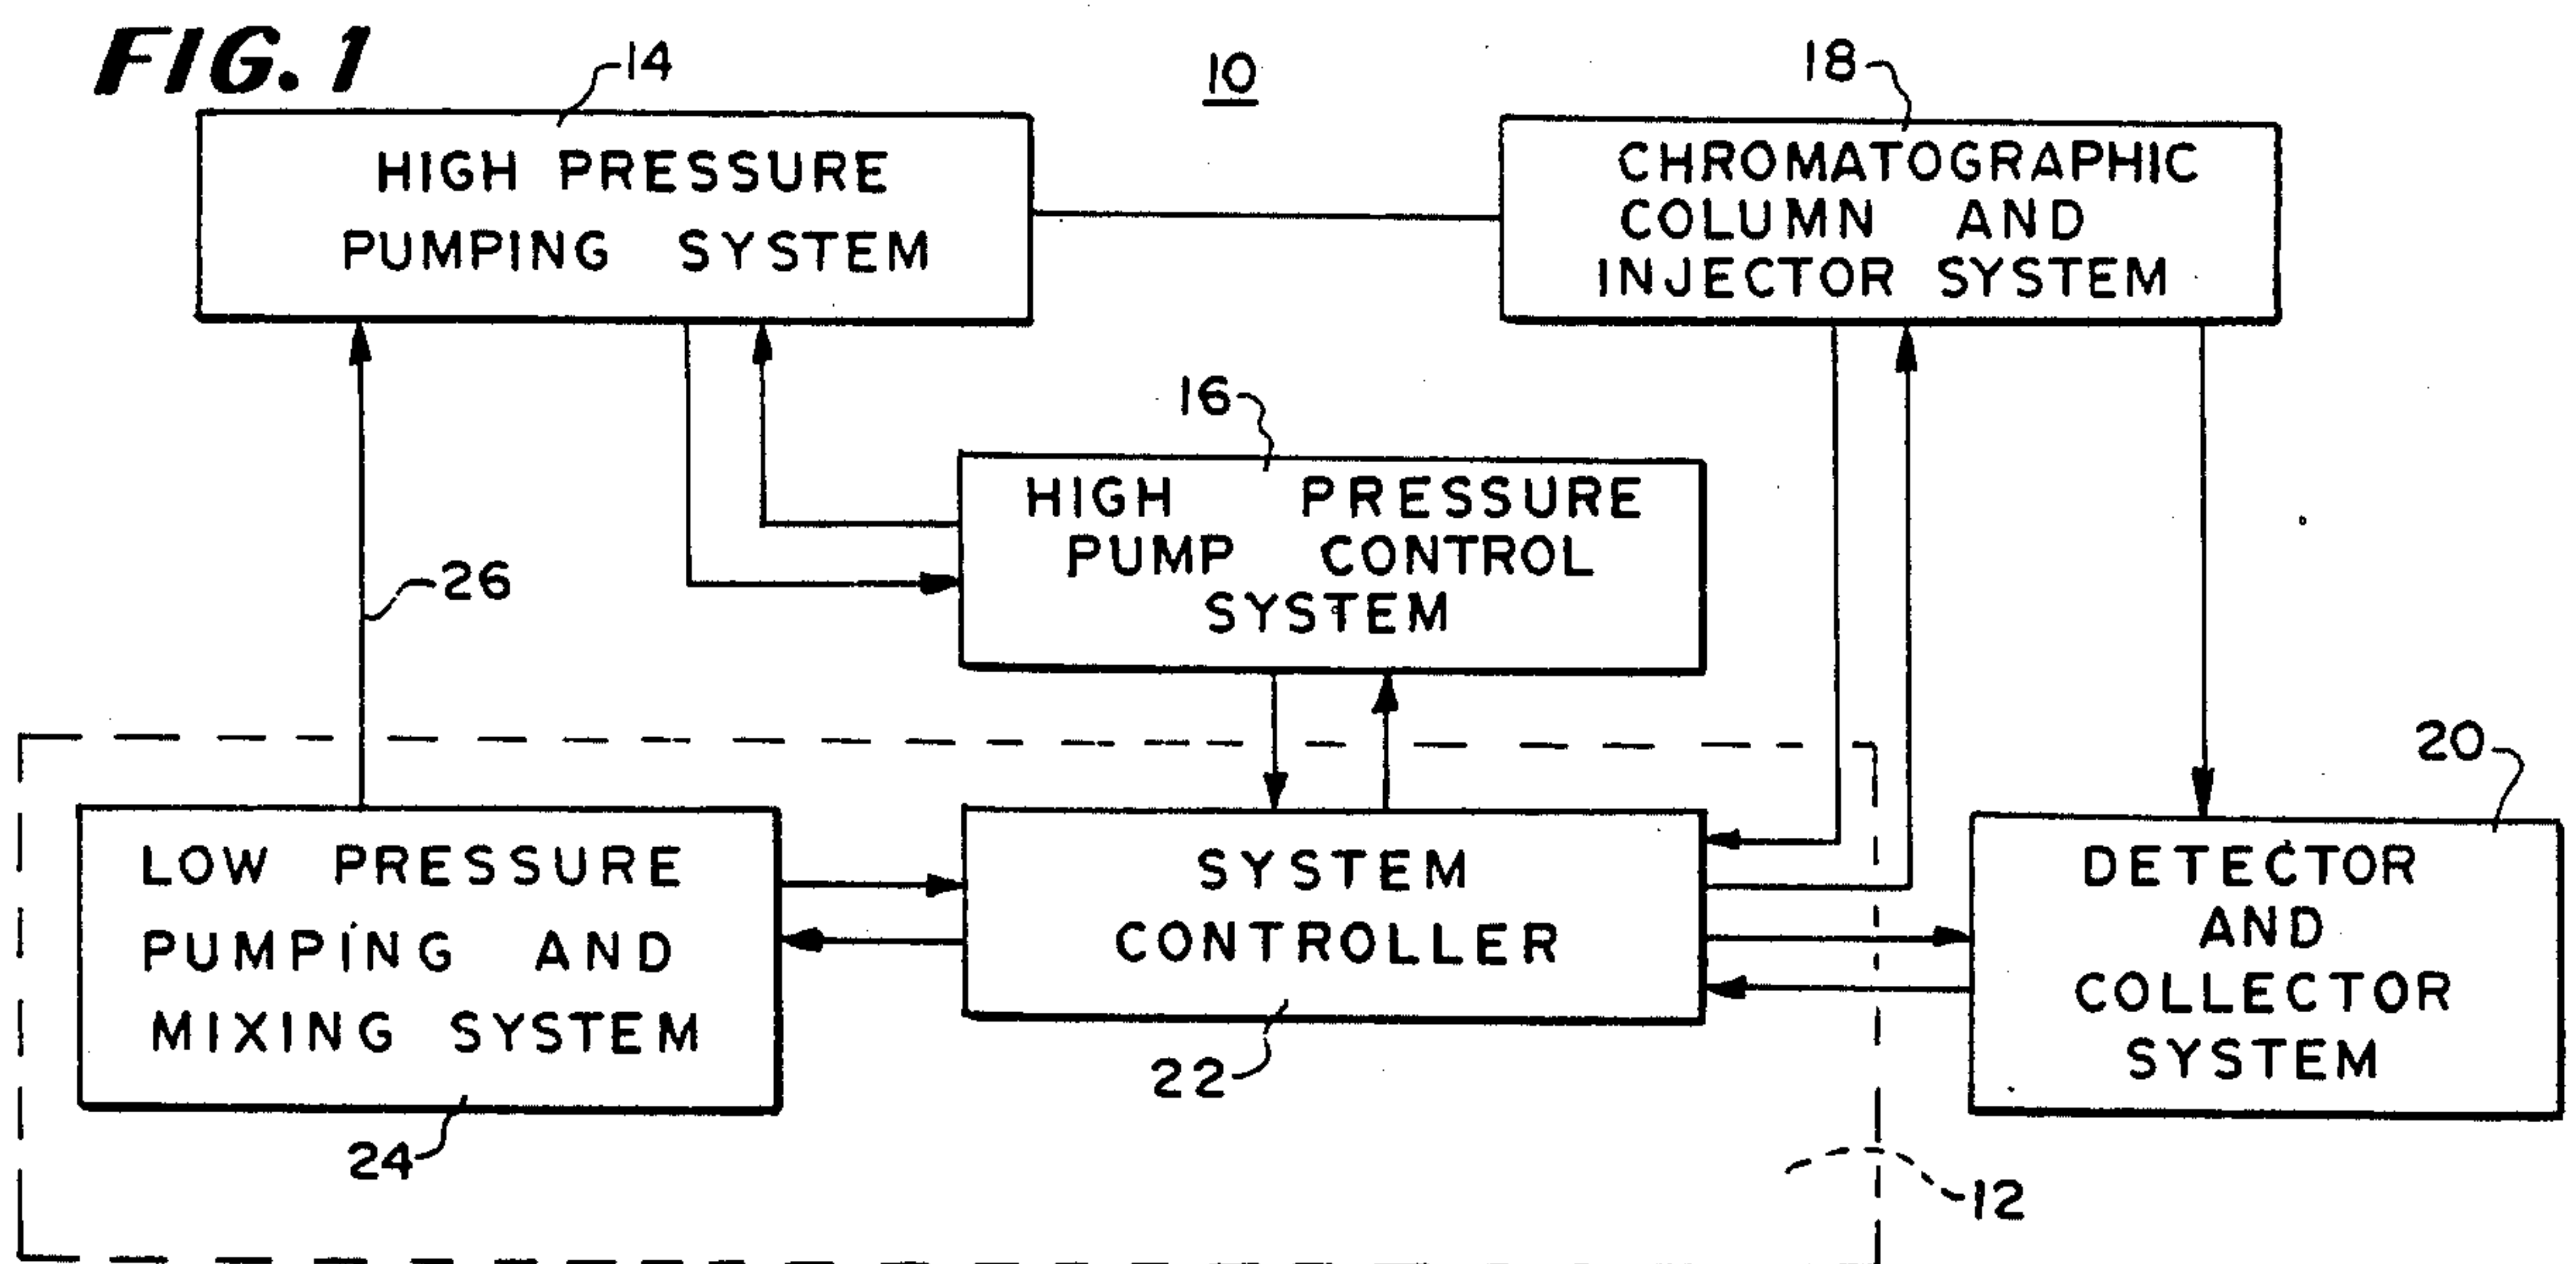 FIG. 1
14
10
18
HIGH PRESSURE
PUMPING SYSTEM
CHROMATOGRAPHIC
COLUMN AND
INJECTOR SYSTEM
16
HIGH PRESSURE
PUMP CONTROL
SYSTEM
26
20
LOW PRESSURE
PUMPING AND
MIXING SYSTEM
24
SYSTEM
CONTROLLER
22
DETECTOR
AND
COLLECTOR
SYSTEM
12